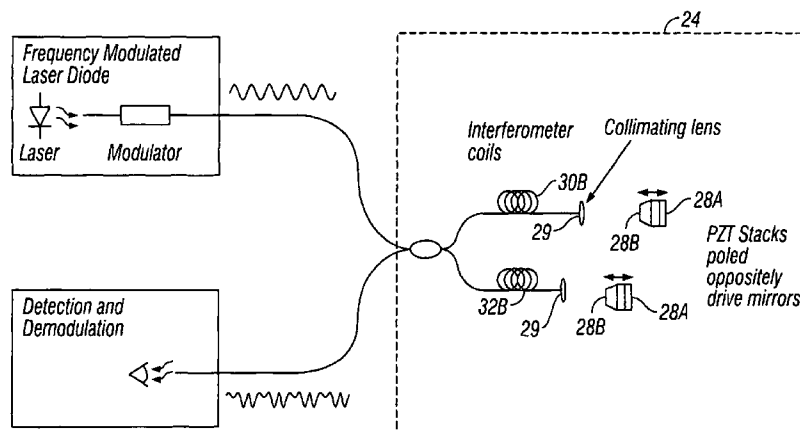 24
Frequency Modulated
Laser Diode
Laser
Modulator
Interferometer
coils
Collimating lens
30B
28A
29
28B
PZT Stacks
poled
oppositely
drive mirrors
32B
29
28B
28A
Detection and
Demodulation